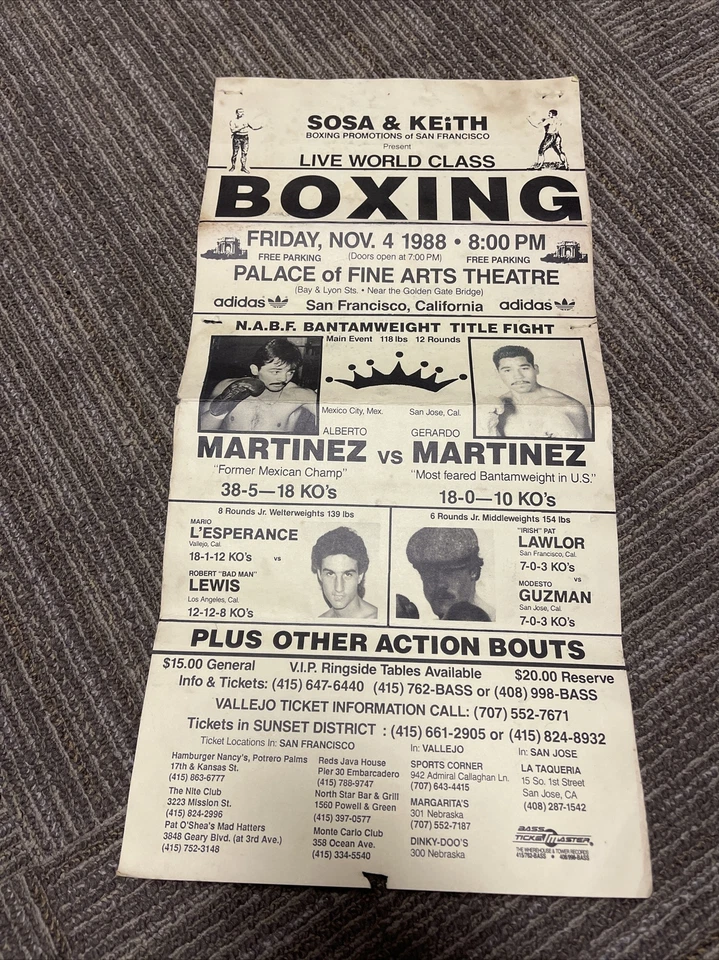 SOSA & KEiTH
BOXING PROMOTIONS of SAN FRANCISCO
Present
LIVE WORLD CLASS
BOXING
FRIDAY, NOV. 4 1988 • 8:00 PM
FREE PARKING (Doors open at 7:00 PM) FREE PARKING
PALACE of FINE ARTS THEATRE
(Bay & Lyon Sts. • Near the Golden Gate Bridge)
adidas San Francisco, California adidas
N.A.B.F. BANTAMWEIGHT TITLE FIGHT
Main Event 118 lbs 12 Rounds
Mexico City, Mex. San Jose, Cal.
ALBERTO GERARDO
MARTINEZ vs MARTINEZ
"Former Mexican Champ" "Most feared Bantamweight in U.S."
38-5—18 KO's 18-0—10 KO's
8 Rounds Jr. Welterweights 139 lbs
MARIO
L'ESPERANCE
Vallejo, Cal.
18-1-12 KO's
vs
ROBERT "BAD MAN"
LEWIS
Los Angeles, Cal.
12-12-8 KO's
6 Rounds Jr. Middleweights 154 lbs
"IRISH" PAT
LAWLOR
San Francisco, Cal.
7-0-3 KO's
vs
MODESTO
GUZMAN
San Jose, Cal.
7-0-3 KO's
PLUS OTHER ACTION BOUTS
$15.00 General V.I.P. Ringside Tables Available $20.00 Reserve
Info & Tickets: (415) 647-6440 (415) 762-BASS or (408) 998-BASS
VALLEJO TICKET INFORMATION CALL: (707) 552-7671
Tickets in SUNSET DISTRICT : (415) 661-2905 or (415) 824-8932
Ticket Locations In: SAN FRANCISCO
Hamburger Nancy's, Potrero Palms
17th & Kansas St.
(415) 863-6777
The Nite Club
3223 Mission St.
(415) 824-2996
Pat O'Shea's Mad Hatters
3848 Geary Blvd. (at 3rd Ave.)
(415) 752-3148
Reds Java House
Pier 30 Embarcadero
(415) 788-9747
North Star Bar & Grill
1560 Powell & Green
(415) 397-0577
Monte Carlo Club
358 Ocean Ave.
(415) 334-5540
In: VALLEJO
SPORTS CORNER
942 Admiral Callaghan Ln.
(707) 643-4415
MARGARITA'S
301 Nebraska
(707) 552-7187
DINKY-DOO'S
300 Nebraska
In: SAN JOSE
LA TAQUERIA
15 So. 1st Street
San Jose, CA
(408) 287-1542
BASS
TICKETMASTER
THE WHEREHOUSE & TOWER RECORDS
415/762-BASS • 408/998-BASS